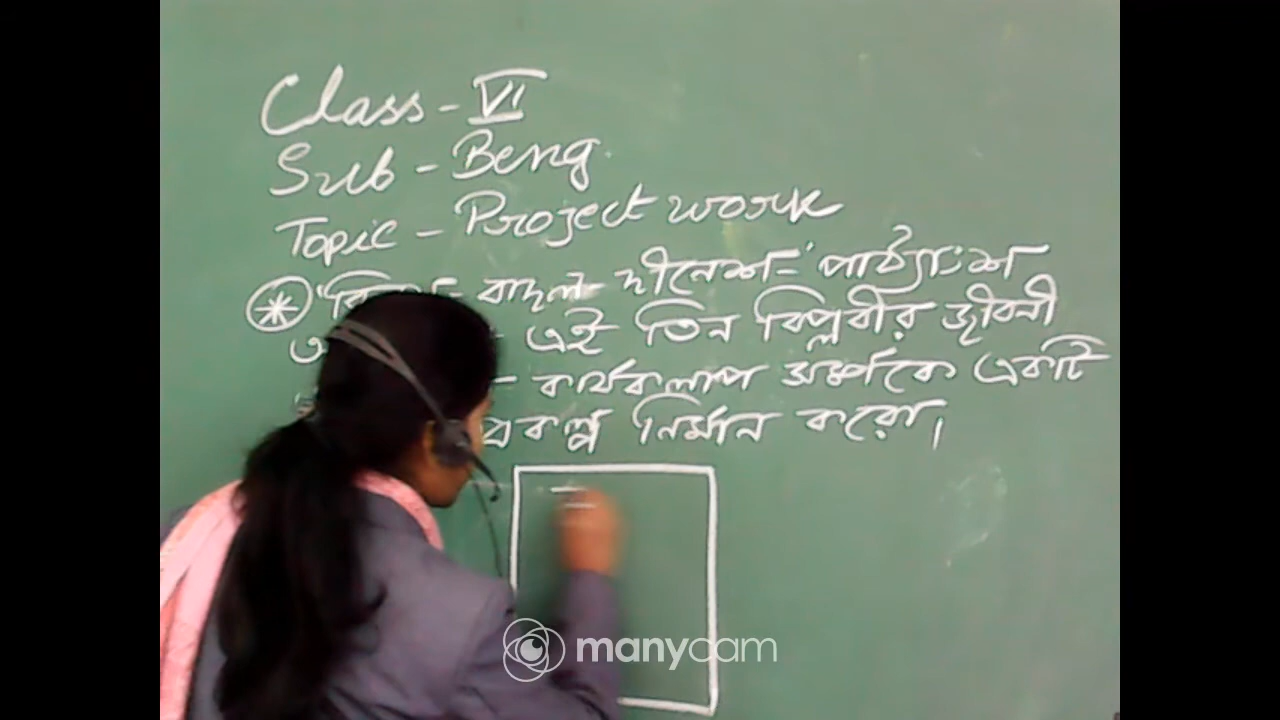 Class - VI
Sub - Beng.
Topic - Project work
বাদল দীনেশ' পাঠ্যাংশ
এই তিন বিপ্লবীর জীবনী
- কার্যকলাপ সম্পর্কে একটি
প্রকল্প নির্মান করো।
manycam